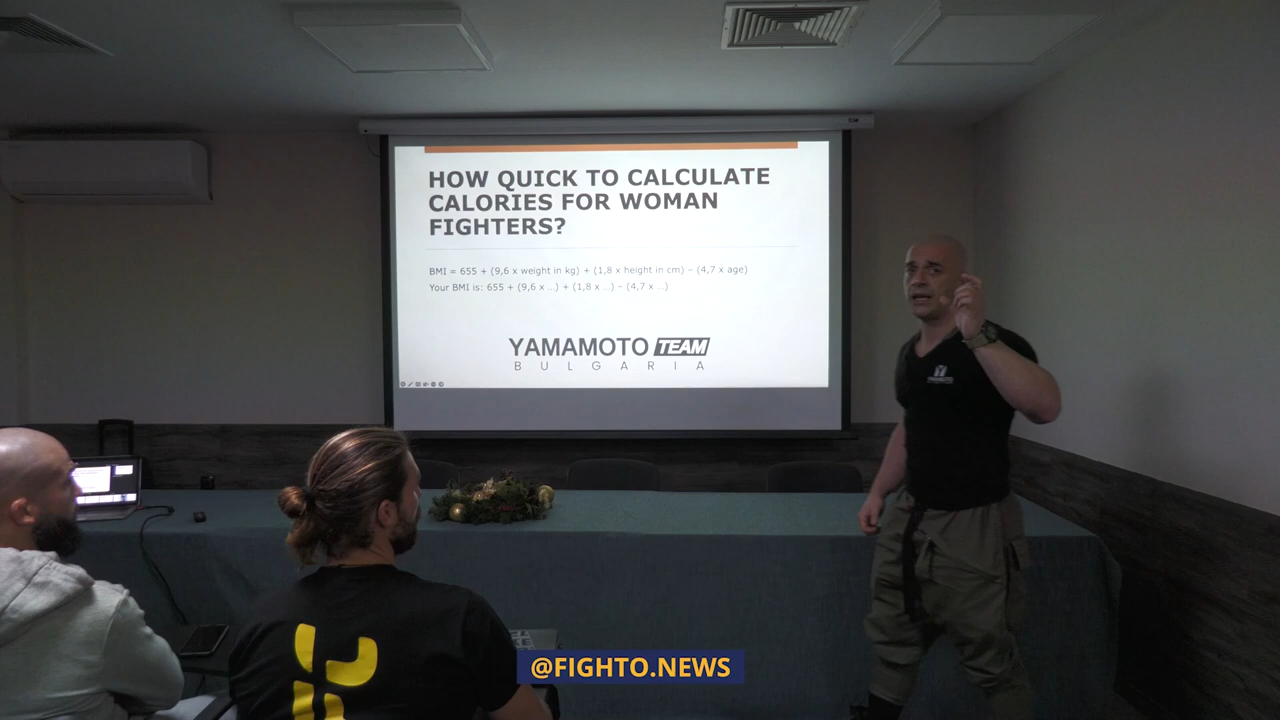 HOW QUICK TO CALCULATE
CALORIES FOR WOMAN
FIGHTERS?
BMI = 655 + (9,6 x weight in kg) + (1,8 x height in cm) – (4,7 x age)
Your BMI is: 655 + (9,6 x ...) + (1,8 x ...) – (4,7 x ...)
YAMAMOTO TEAM
BULGARIA
YAMAMOTO
@FIGHTO.NEWS